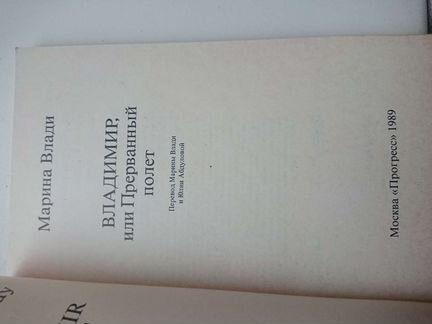 Марина Влади
ВЛАДИМИР,
или Прерванный
полет
Перевод Марины Влади
и Юлии Абдуловой
Москва «Прогресс» 1989